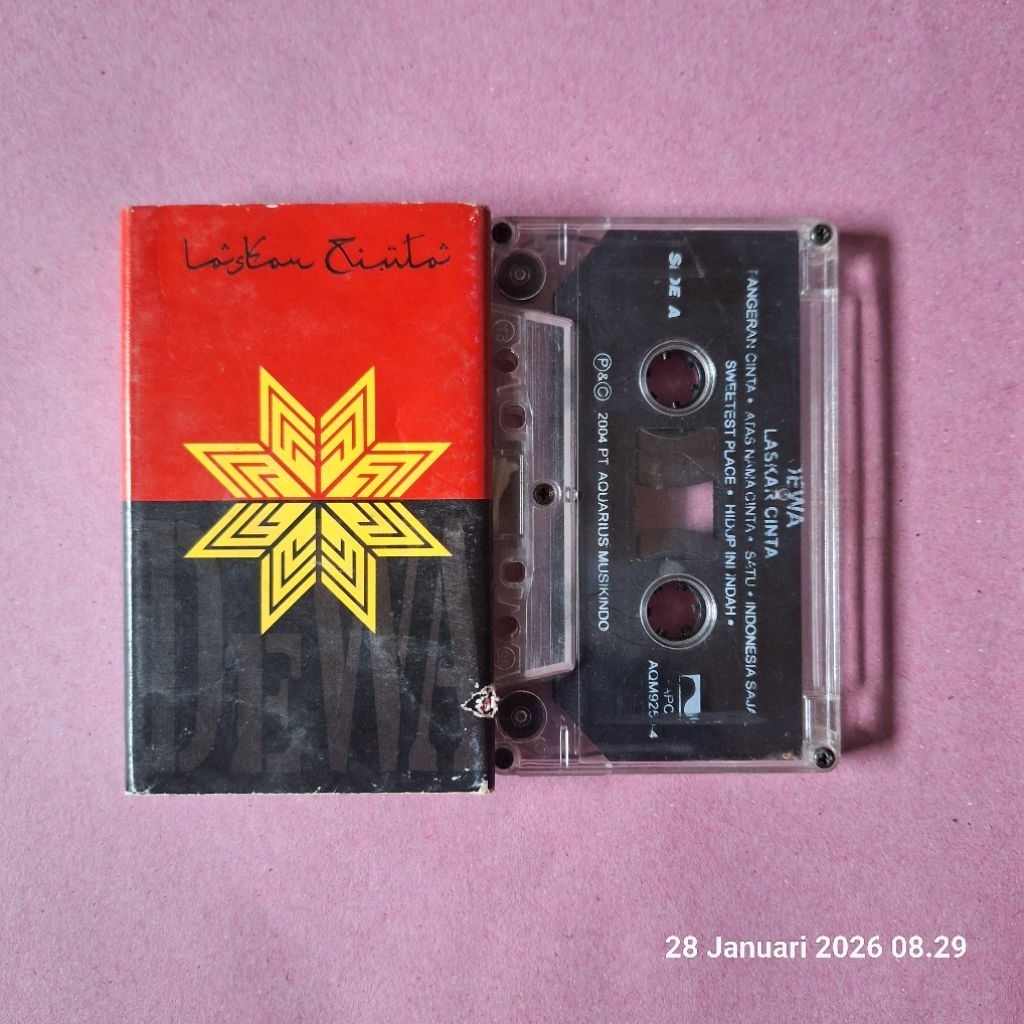 Laskar Cinta
DEWA
SIDE A
DEWA
LASKAR CINTA
TANGERAN CINTA • ATAS NAMA CINTA • SATU • INDONESIA SAJA
SWEETEST PLACE • HIDUP INI INDAH •
Ⓟ&© 2004 PT AQUARIUS MUSIKINDO
28 Januari 2026 08.29